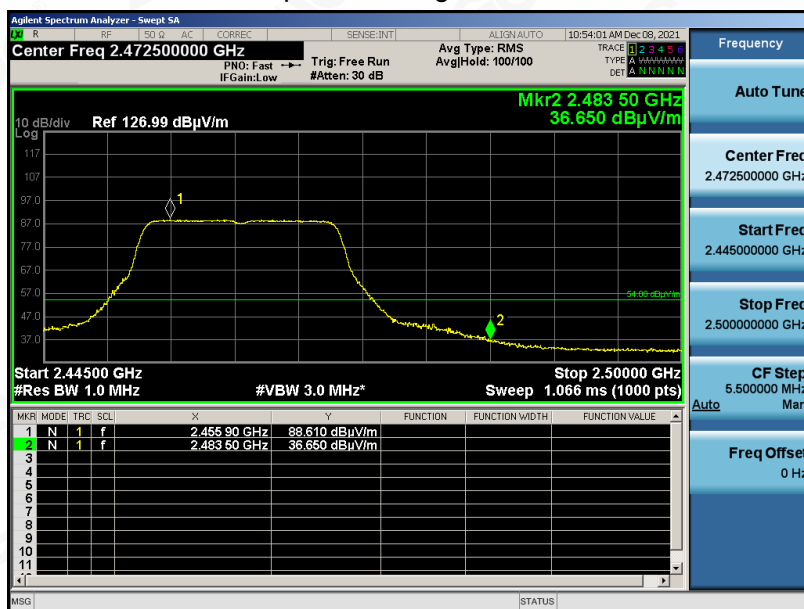 Agilent Spectrum Analyzer - Swept SA
LXI R RF 50 Ω AC CORREC SENSE:INT ALIGN AUTO 10:54:01 AM Dec 08, 2021
Center Freq 2.472500000 GHz
PNO: Fast
IFGain:Low
Trig: Free Run
#Atten: 30 dB
Avg Type: RMS
Avg|Hold: 100/100
TRACE 1 2 3 4 5 6
TYPE A WWWWW
DET A N N N N N
Frequency
Mkr2 2.483 50 GHz
36.650 dBµV/m
10 dB/div Ref 126.99 dBµV/m
Log
117
107
97.0
87.0
77.0
67.0
57.0
47.0
37.0
1
2
54.00 dBµV/m
Start 2.44500 GHz Stop 2.50000 GHz
#Res BW 1.0 MHz #VBW 3.0 MHz* Sweep 1.066 ms (1000 pts)
MKR MODE TRC SCL X Y FUNCTION FUNCTION WIDTH FUNCTION VALUE
1 N 1 f 2.455 90 GHz 88.610 dBµV/m
2 N 1 f 2.483 50 GHz 36.650 dBµV/m
3
4
5
6
7
8
9
10
11
MSG STATUS
Auto Tune
Center Freq
2.472500000 GHz
Start Freq
2.445000000 GHz
Stop Freq
2.500000000 GHz
CF Step
5.500000 MHz
Auto Man
Freq Offset
0 Hz